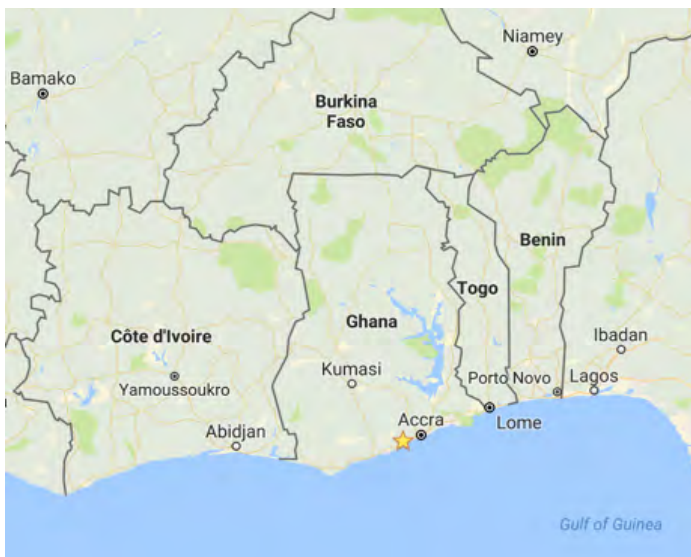 Niamey
Bamako
Burkina
Faso
Benin
Togo
Ghana
Côte d'Ivoire
Ibadan
Kumasi
Yamoussoukro
Porto Novo
Lagos
Abidjan
Accra
Lome
Gulf of Guinea